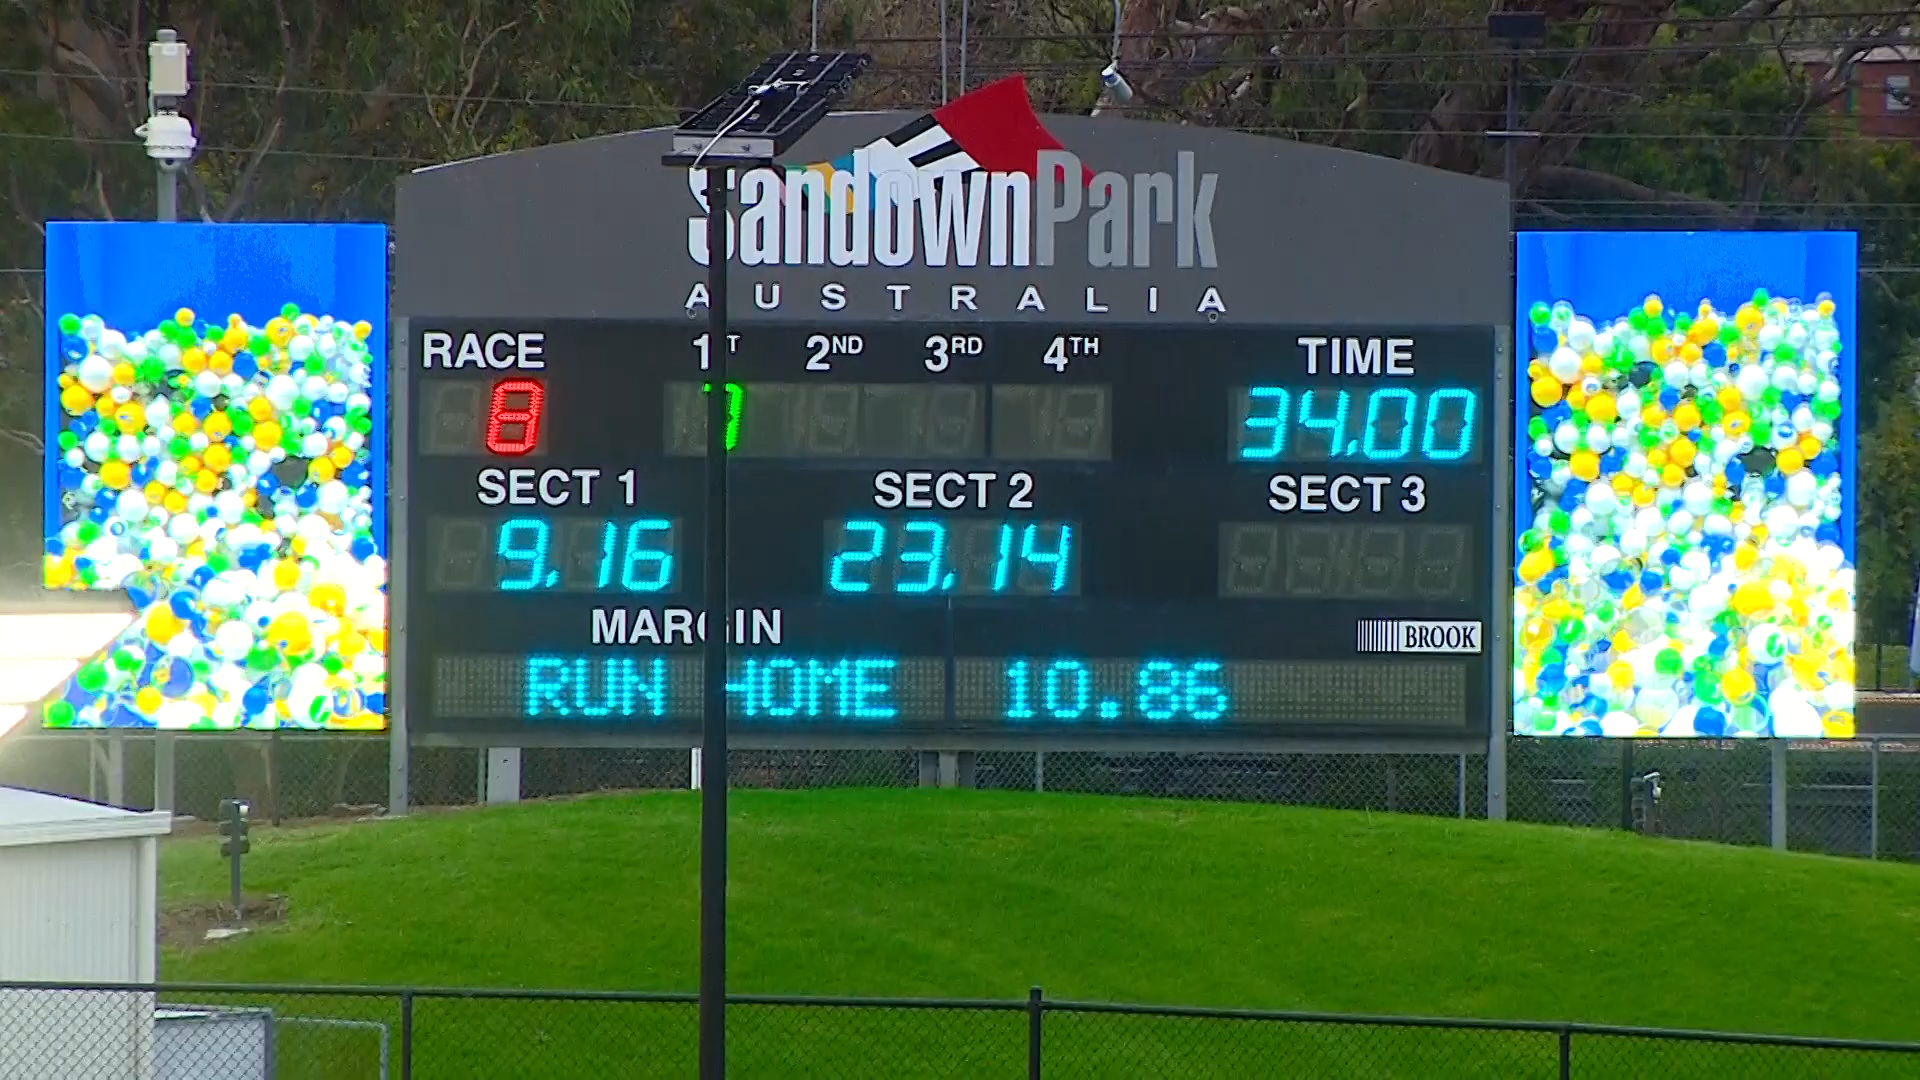 SandownPark
AUSTRALIA
RACE 1ST 2ND 3RD 4TH TIME
8 7 34.00
SECT 1 SECT 2 SECT 3
9.16 23.14
MARGIN
BROOK
RUN HOME 10.86